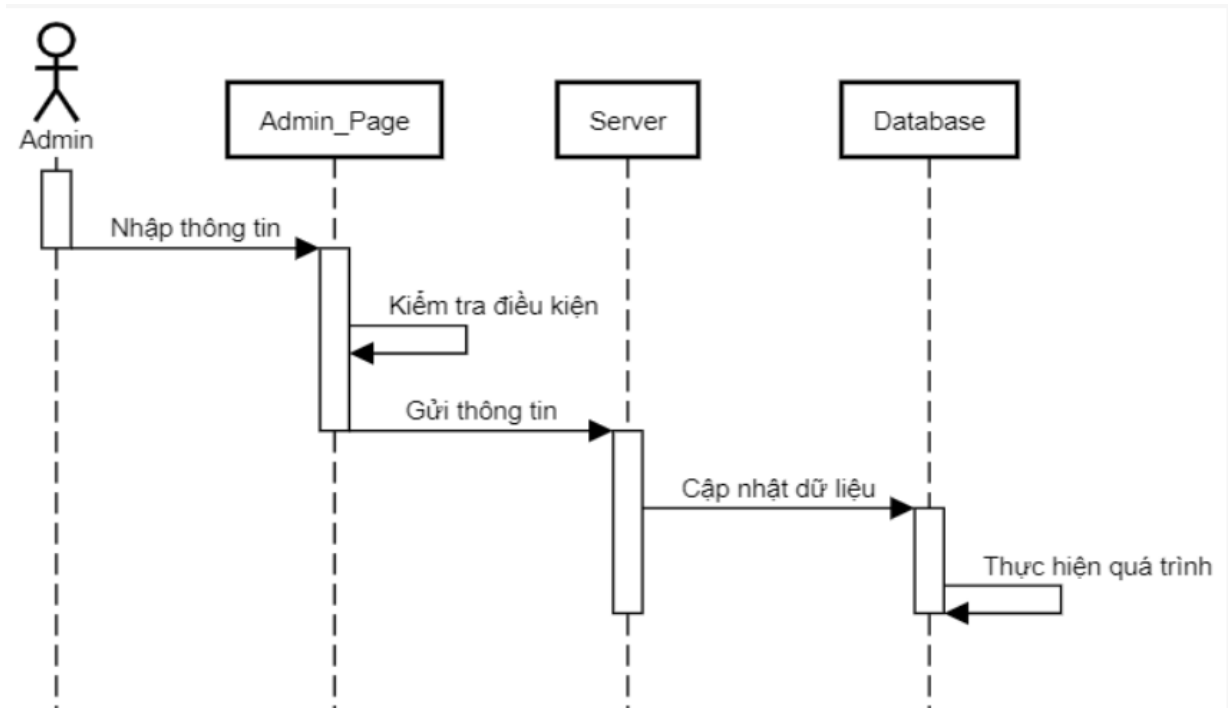 Admin
Admin_Page
Server
Database
Nhập thông tin
Kiểm tra điều kiện
Gửi thông tin
Cập nhật dữ liệu
Thực hiện quá trình